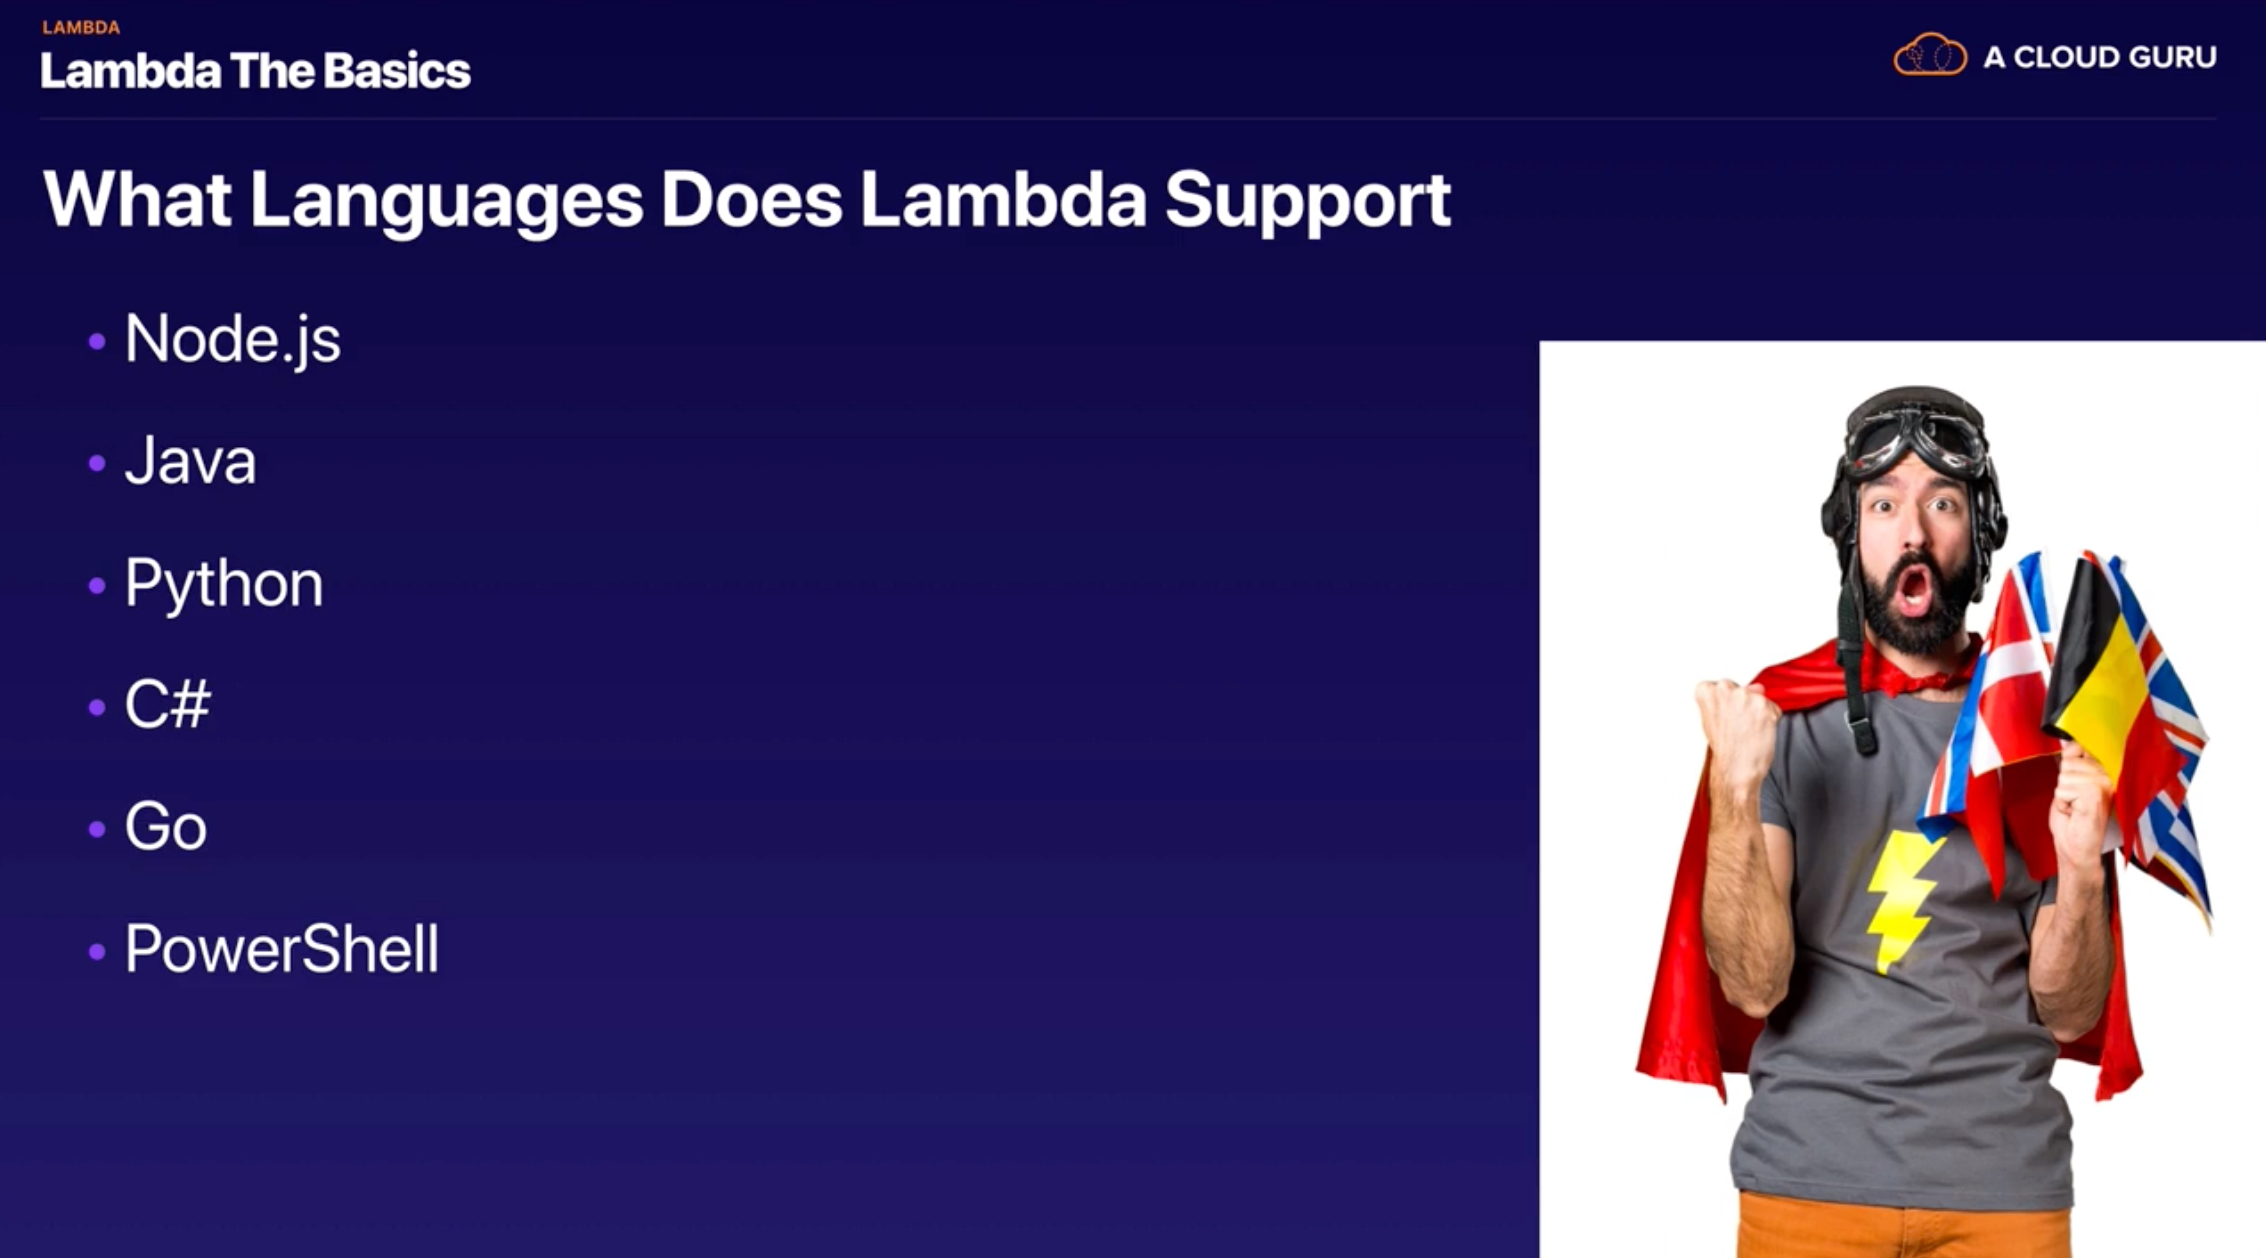 LAMBDA
Lambda The Basics
A CLOUD GURU
What Languages Does Lambda Support
• Node.js
• Java
• Python
• C#
• Go
• PowerShell